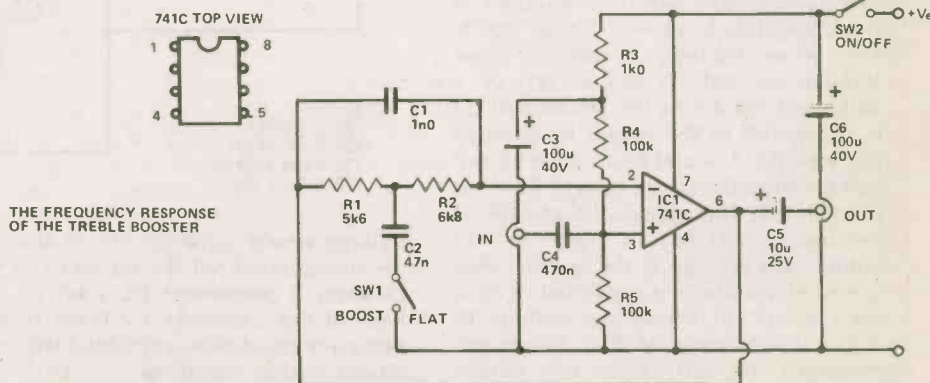 741C TOP VIEW
1
8
4
5
THE FREQUENCY RESPONSE
OF THE TREBLE BOOSTER
C1
1n0
R1
5k6
R2
6k8
C2
47n
SW1
BOOST
FLAT
C3
100u
40V
IN
C4
470n
R3
1k0
R4
100k
R5
100k
2
3
IC1
741C
7
6
4
C5
10u
25V
OUT
C6
100u
40V
SW2
ON/OFF
+Ve